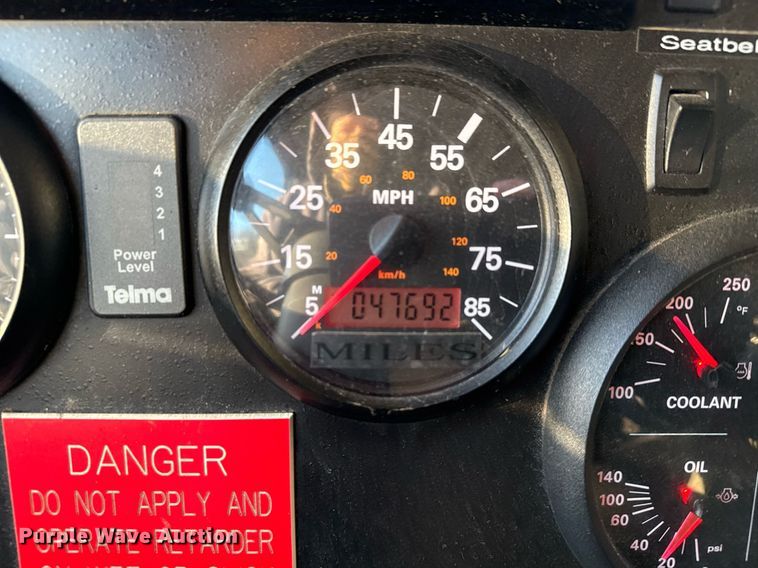 Seatbel
4
3
2
1
Power
Level
Telma
5 15 25 35 45 55 65 75 85
20 40 60 80 100 120 140
MPH
km/h
M
K
047692
MILES
100 150 200 250
°F
COOLANT
OIL
140
100
60
40
20
psi
DANGER
DO NOT APPLY AND
OPERATE RETARDER
Purple Wave Auction